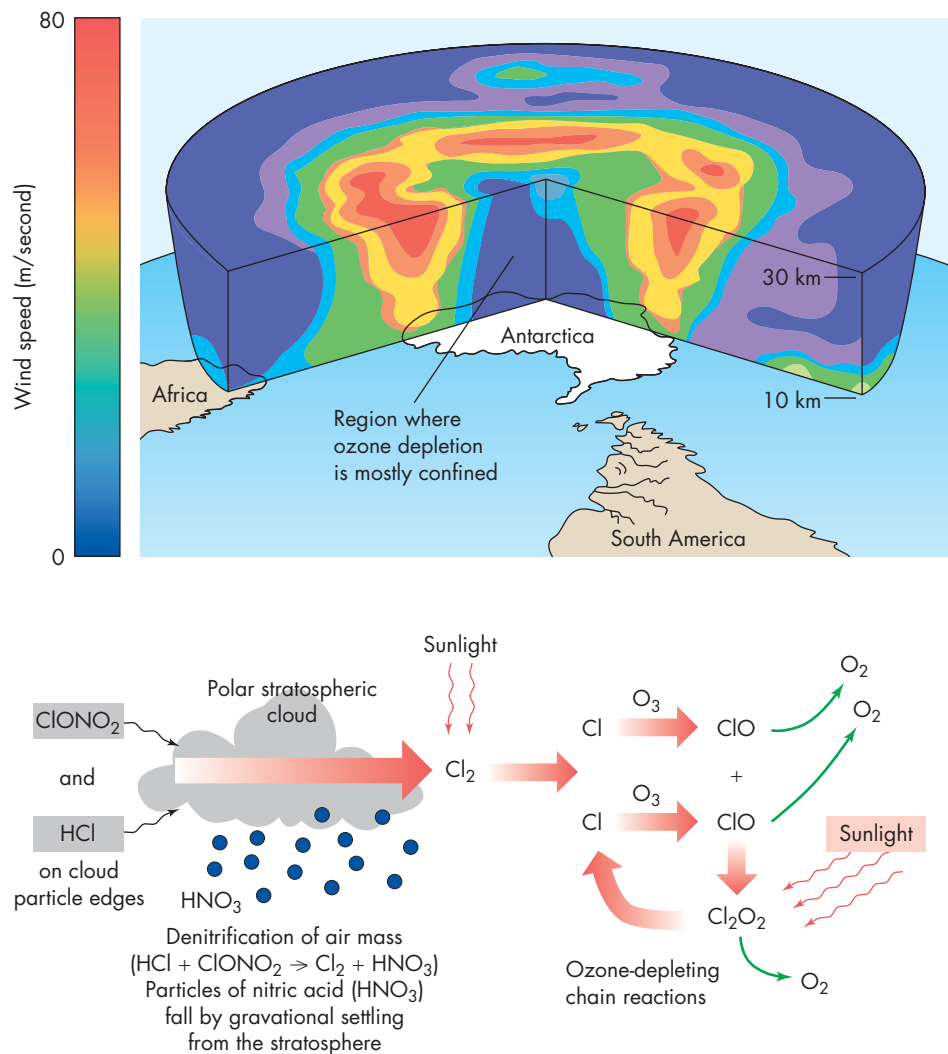 80
Wind speed (m/second)
0
30 km
10 km
Antarctica
Africa
Region where
ozone depletion
is mostly confined
South America
Sunlight
Polar stratospheric
cloud
ClONO₂
and
HCl
on cloud
particle edges
Cl₂
HNO₃
Denitrification of air mass
(HCl + ClONO₂ → Cl₂ + HNO₃)
Particles of nitric acid (HNO₃)
fall by gravational settling
from the stratosphere
Cl
O₃
ClO
O₂
O₂
+
Cl
O₃
ClO
Sunlight
Cl₂O₂
O₂
Ozone-depleting
chain reactions